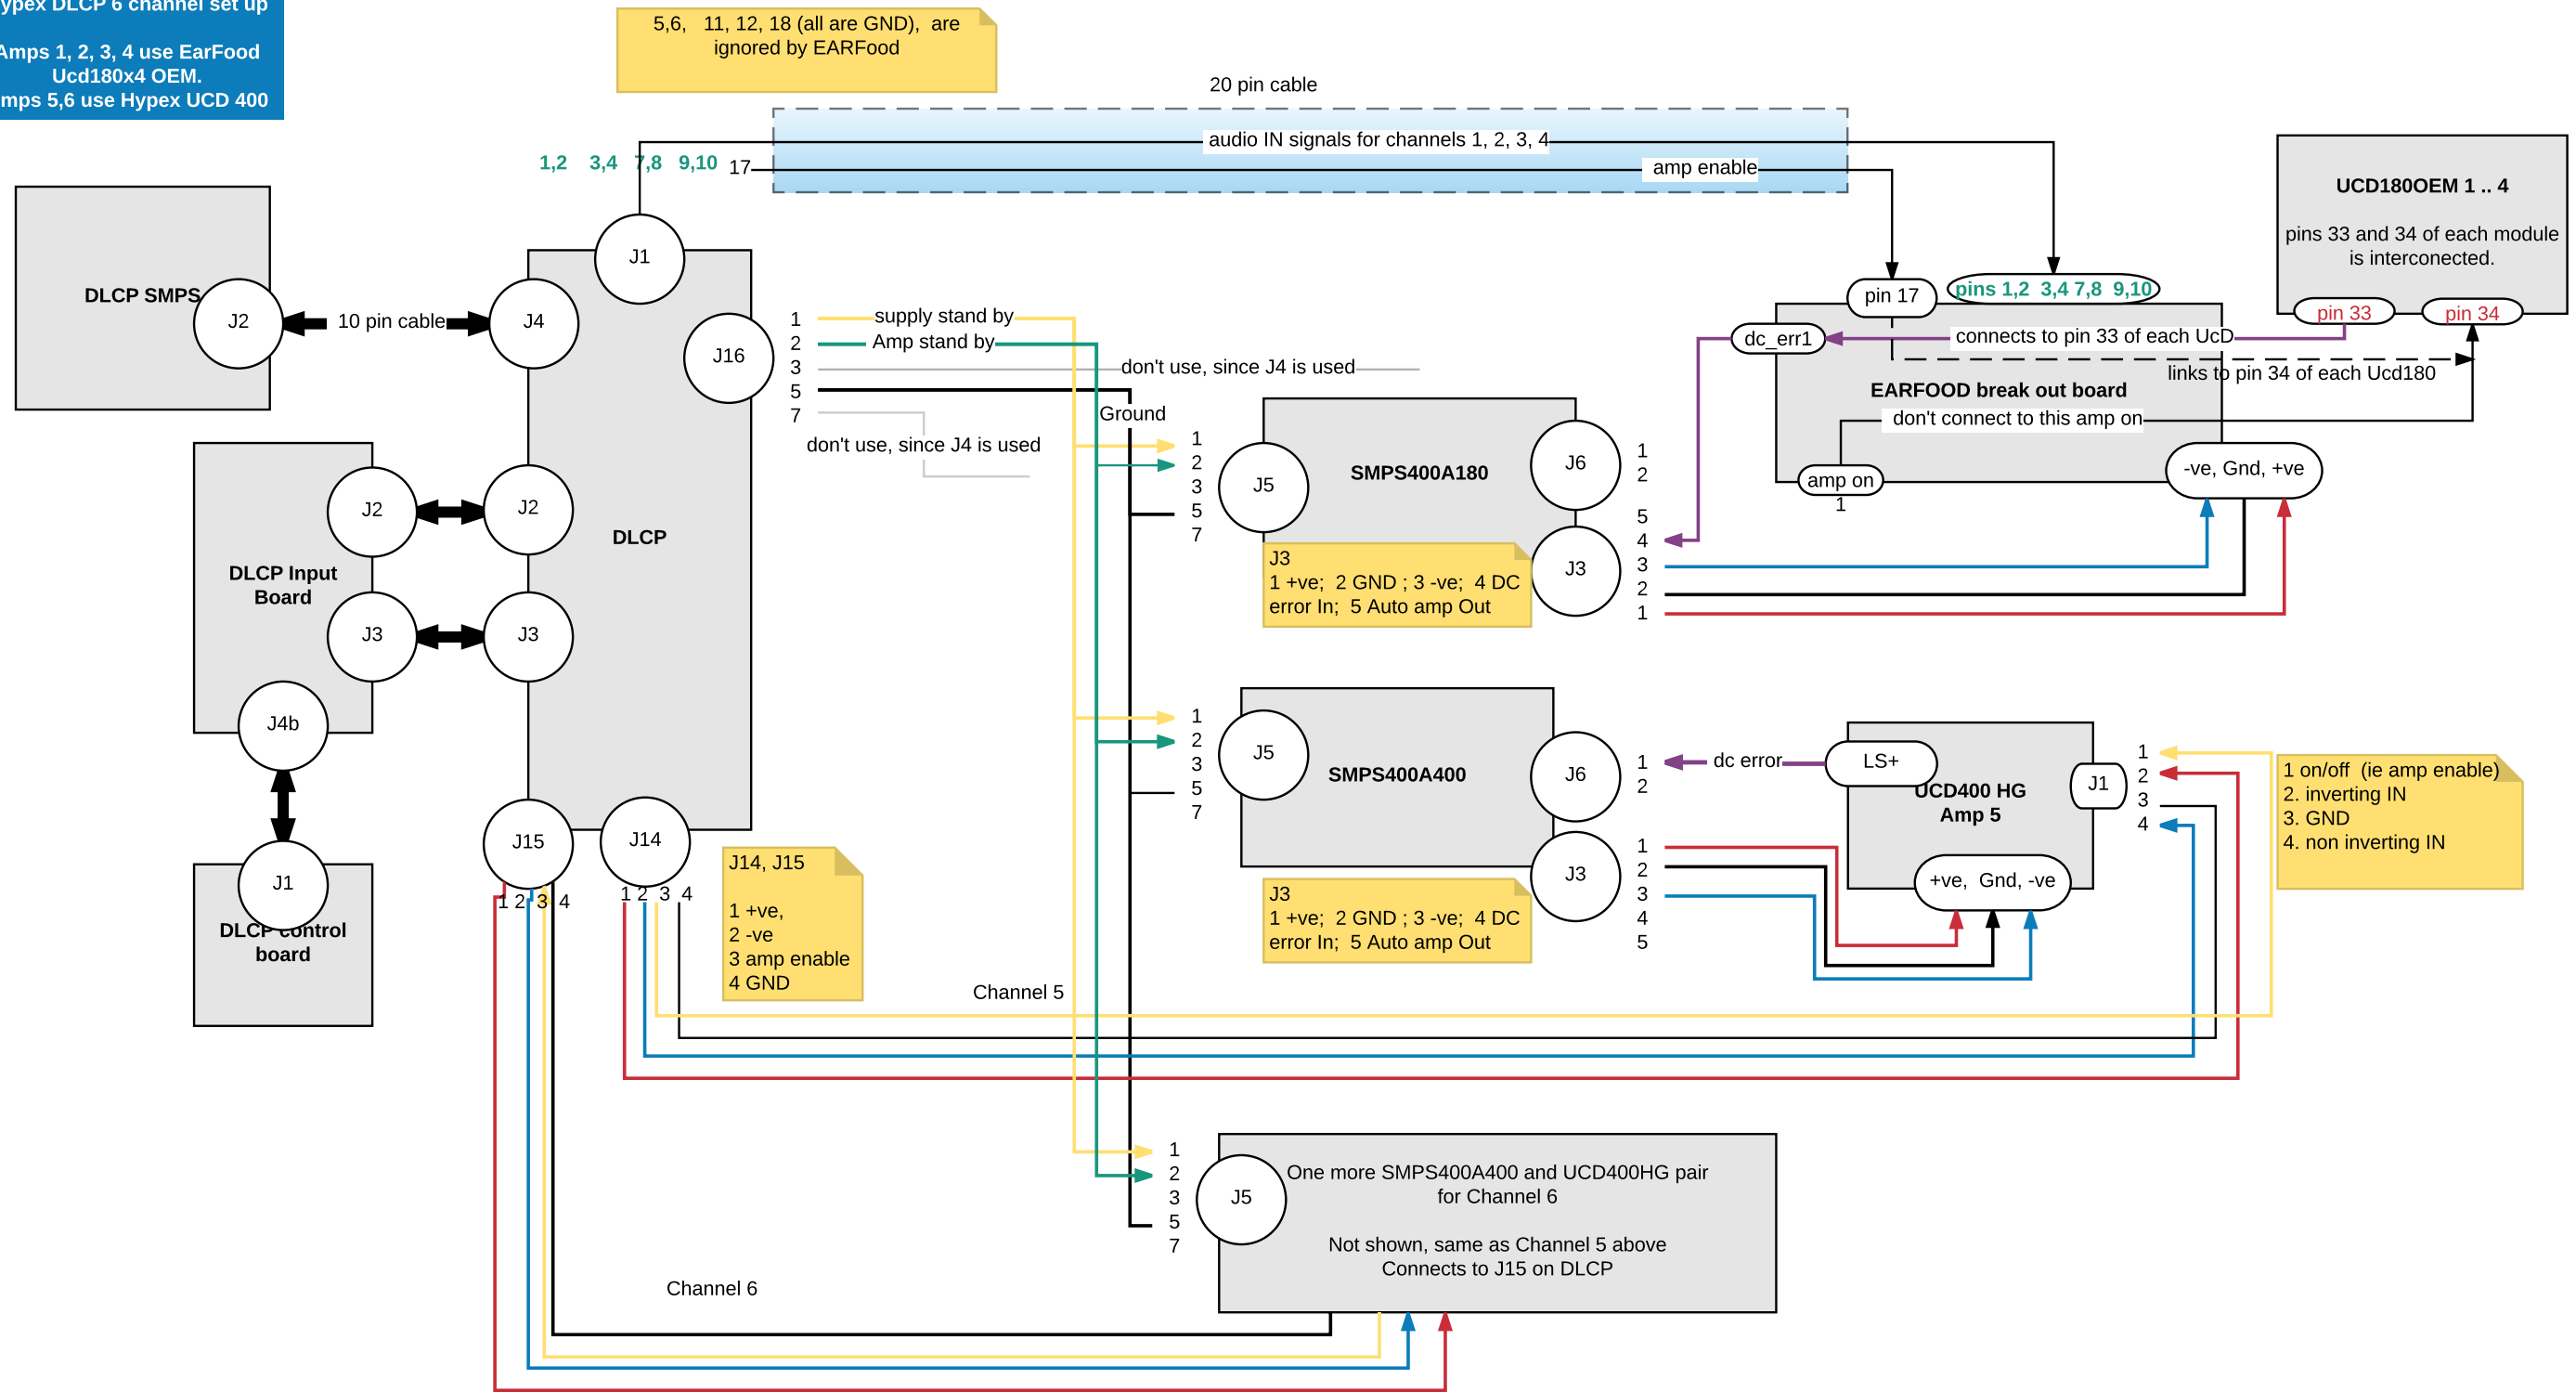 ypex DLCP 6 channel set up
Amps 1, 2, 3, 4 use EarFood
Ucd180x4 OEM.
mps 5,6 use Hypex UCD 400
5,6, 11, 12, 18 (all are GND), are
ignored by EARFood
20 pin cable
audio IN signals for channels 1, 2, 3, 4
1,2 3,4 7,8 9,10 17
amp enable
UCD180OEM 1 .. 4
pins 33 and 34 of each module
is interconected.
pin 33 pin 34
DLCP SMPS
J2
10 pin cable
J4
J1
J16
1
2
3
5
7
supply stand by
Amp stand by
don't use, since J4 is used
Ground
don't use, since J4 is used
pin 17
pins 1,2 3,4 7,8 9,10
dc_err1
connects to pin 33 of each UcD
links to pin 34 of each Ucd180
EARFOOD break out board
don't connect to this amp on
amp on
1
-ve, Gnd, +ve
1
2
3
5
7
J5
SMPS400A180
J6
1
2
J3
5
4
3
2
1
J3
1 +ve; 2 GND ; 3 -ve; 4 DC
error In; 5 Auto amp Out
DLCP Input
Board
J2
J3
J4b
J2
J3
DLCP
J15
J14
1 2 3 4
1 2 3 4
J14, J15
1 +ve,
2 -ve
3 amp enable
4 GND
J1
DLCP control
board
1
2
3
5
7
J5
SMPS400A400
J6
1
2
dc error
LS+
UCD400 HG
Amp 5
J1
1
2
3
4
1 on/off (ie amp enable)
2. inverting IN
3. GND
4. non inverting IN
+ve, Gnd, -ve
J3
1
2
3
4
5
J3
1 +ve; 2 GND ; 3 -ve; 4 DC
error In; 5 Auto amp Out
Channel 5
1
2
3
5
7
J5
One more SMPS400A400 and UCD400HG pair
for Channel 6
Not shown, same as Channel 5 above
Connects to J15 on DLCP
Channel 6